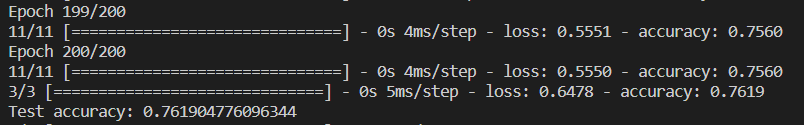 Epoch 199/200
11/11 [==============================] - 0s 4ms/step - loss: 0.5551 - accuracy: 0.7560
Epoch 200/200
11/11 [==============================] - 0s 4ms/step - loss: 0.5550 - accuracy: 0.7560
3/3 [==============================] - 0s 5ms/step - loss: 0.6478 - accuracy: 0.7619
Test accuracy: 0.761904776096344